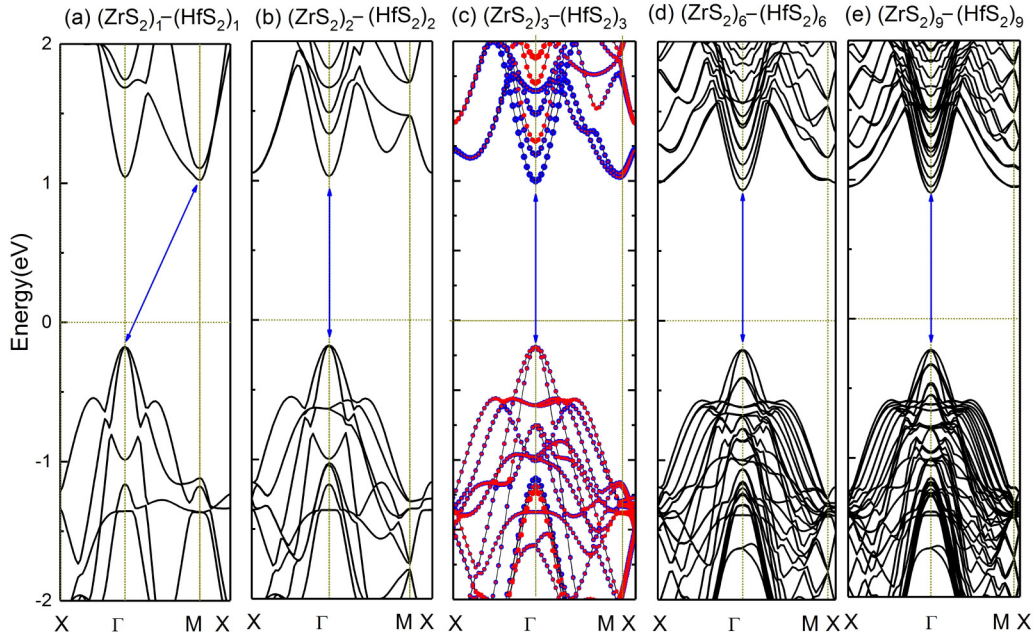 (a) (ZrS₂)₁–(HfS₂)₁ (b) (ZrS₂)₂– (HfS₂)₂ (c) (ZrS₂)₃–(HfS₂)₃ (d) (ZrS₂)₆–(HfS₂)₆ (e) (ZrS₂)₉–(HfS₂)₉
2
1
0
-1
-2
Energy(eV)
X Γ M X X Γ M X X Γ M X X Γ M X X Γ M X